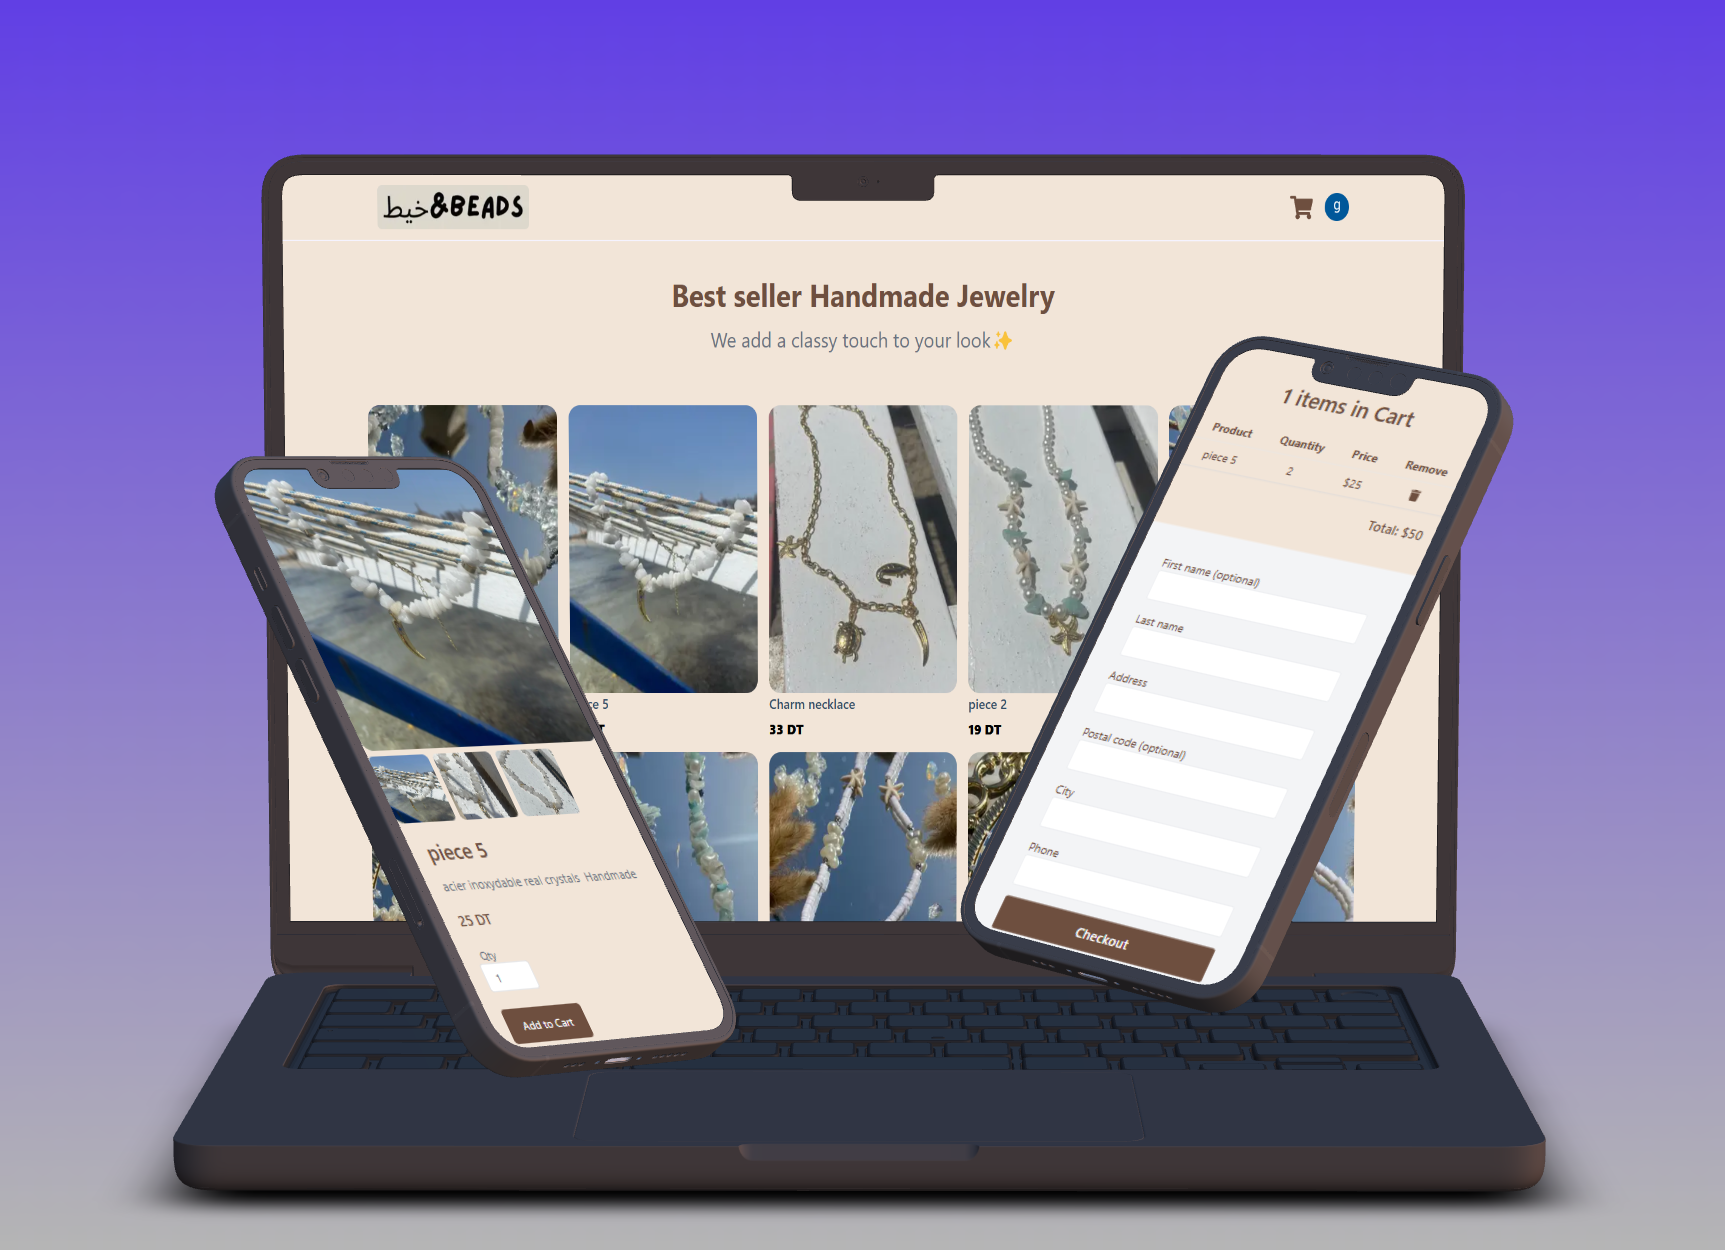 خيط&BEADS
g
Best seller Handmade Jewelry
We add a classy touch to your look✨
ce 5
T
Charm necklace
33 DT
piece 2
19 DT
piece 5
acier inoxydable real crystals Handmade
25 DT
Qty
1
Add to Cart
1 items in Cart
Product Quantity Price Remove
piece 5 2 $25
Total: $50
First name (optional)
Last name
Address
Postal code (optional)
City
Phone
Checkout